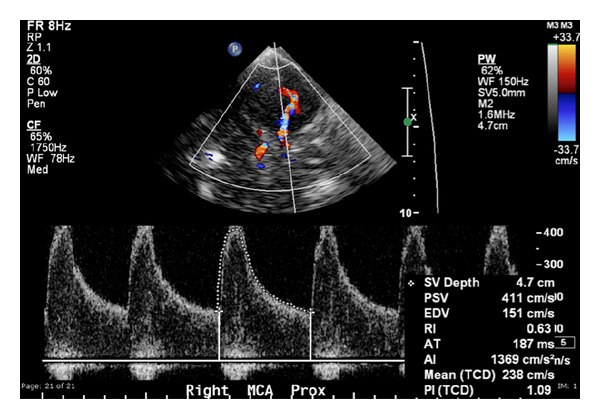 FR 8Hz
RP
Z 1.1
2D
60%
C 60
P Low
Pen
CF
65%
1750Hz
WF 78Hz
Med
P
M3 M3
+33.7
-33.7
cm/s
PW
62%
WF 150Hz
SV5.0mm
M2
1.6MHz
4.7cm
x
10
-400
-300
SV Depth 4.7 cm
PSV 411 cm/s
EDV 151 cm/s
RI 0.63
AT 187 ms
5
AI 1369 cm/s²
Mean (TCD) 238 cm/s
PI (TCD) 1.09
Page: 21 of 21
Right MCA Prox
IM: 1